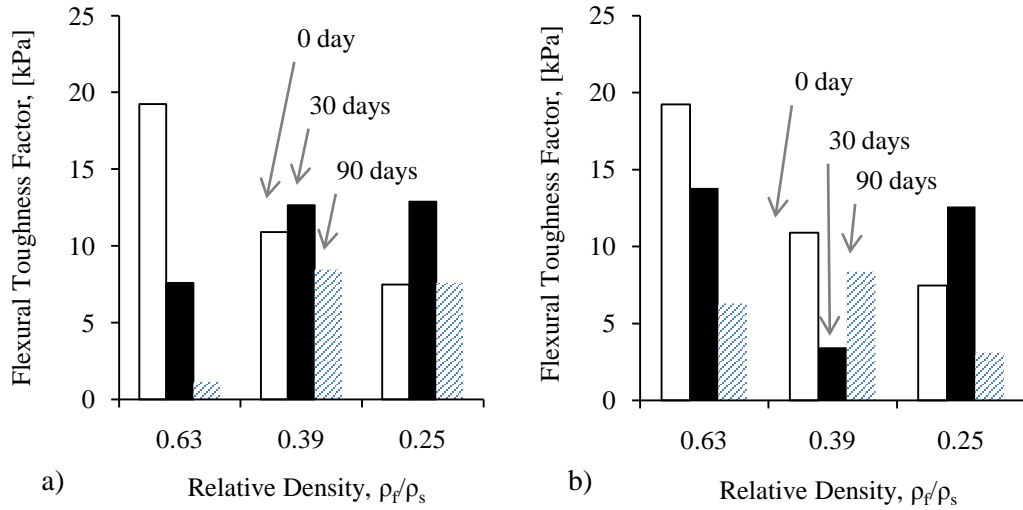 Flexural Toughness Factor, [kPa]
25
20
15
10
5
0
0 day
30 days
90 days
0.63 0.39 0.25
a) Relative Density, ρf/ρs
Flexural Toughness Factor, [kPa]
25
20
15
10
5
0
0 day
30 days
90 days
0.63 0.39 0.25
b) Relative Density, ρf/ρs